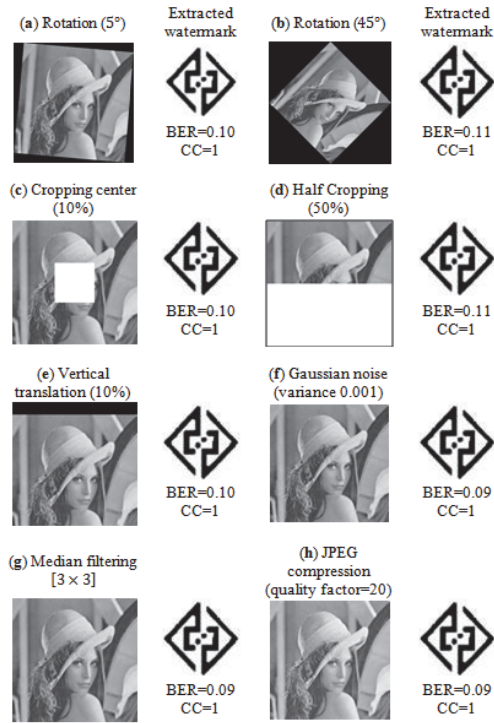 (a) Rotation (5°)
Extracted
watermark
BER=0.10
CC=1
(b) Rotation (45°)
Extracted
watermark
BER=0.11
CC=1
(c) Cropping center
(10%)
BER=0.10
CC=1
(d) Half Cropping
(50%)
BER=0.11
CC=1
(e) Vertical
translation (10%)
BER=0.10
CC=1
(f) Gaussian noise
(variance 0.001)
BER=0.09
CC=1
(g) Median filtering
[3 × 3]
BER=0.09
CC=1
(h) JPEG
compression
(quality factor=20)
BER=0.09
CC=1